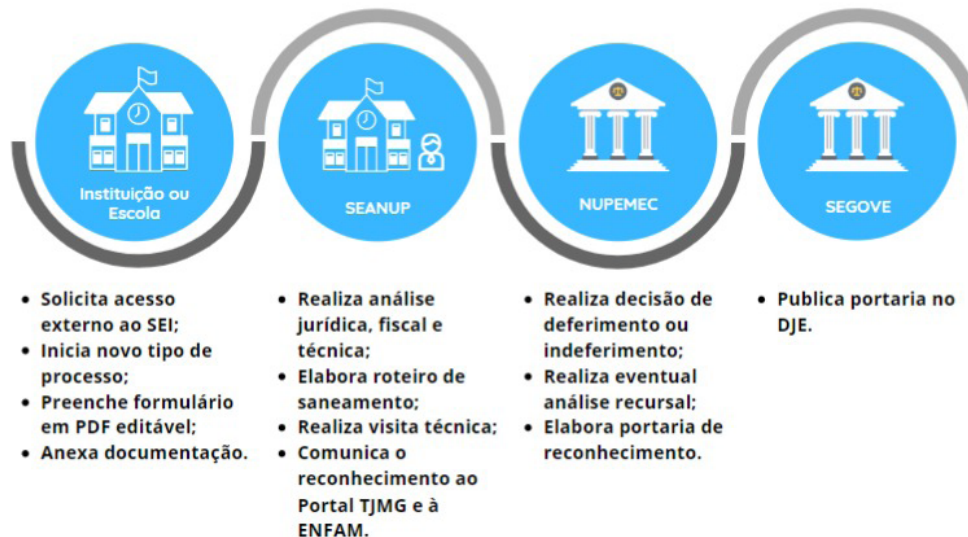 Instituição ou
Escola
• Solicita acesso
externo ao SEI;
• Inicia novo tipo de
processo;
• Preenche formulário
em PDF editável;
• Anexa documentação.
SEANUP
• Realiza análise
jurídica, fiscal e
técnica;
• Elabora roteiro de
saneamento;
• Realiza visita técnica;
• Comunica o
reconhecimento ao
Portal TJMG e à
ENFAM.
NUPEMEC
• Realiza decisão de
deferimento ou
indeferimento;
• Realiza eventual
análise recursal;
• Elabora portaria de
reconhecimento.
SEGOVE
• Publica portaria no
DJE.